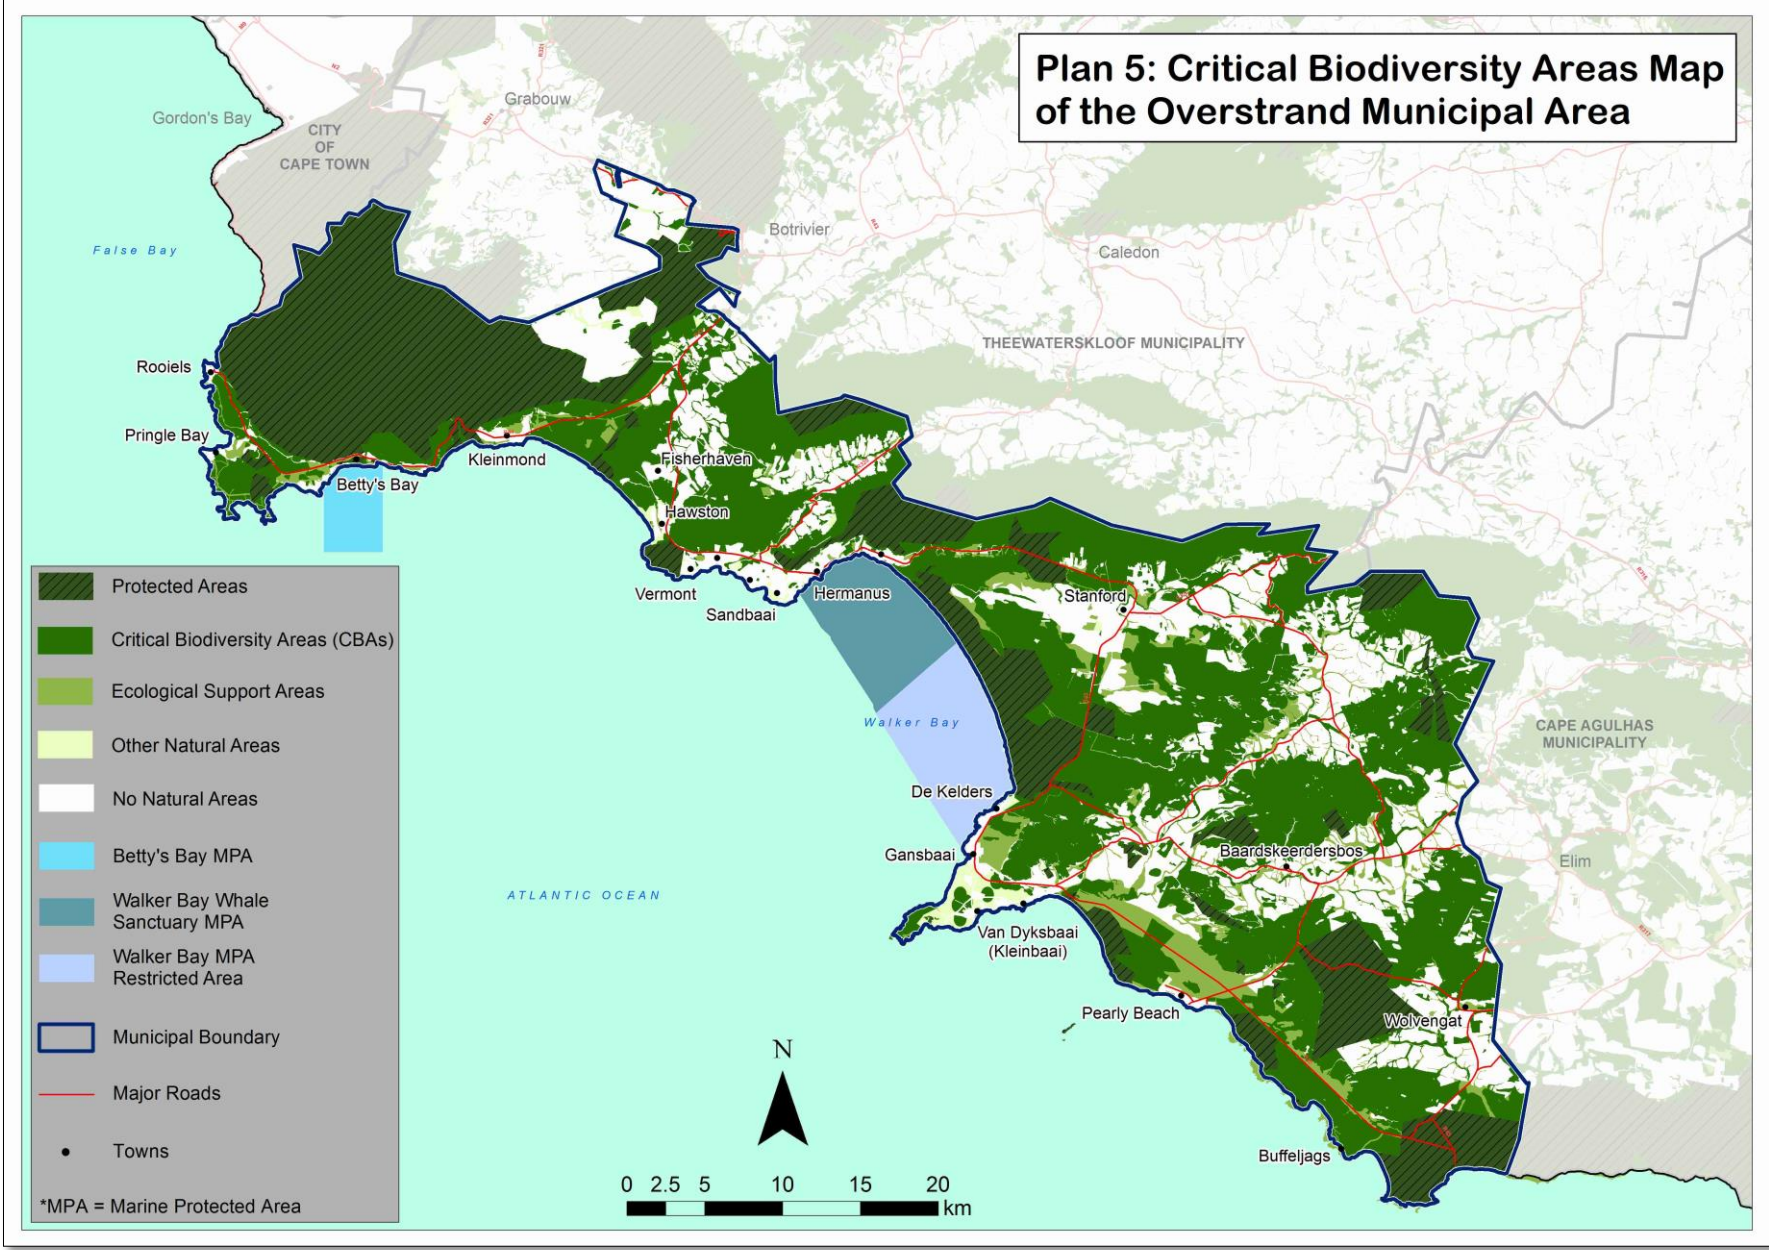 Plan 5: Critical Biodiversity Areas Map
of the Overstrand Municipal Area
Gordon's Bay
Grabouw
CITY
OF
CAPE TOWN
N2
R321
R43
Botrivier
Caledon
False Bay
THEEWATERSKLOOF MUNICIPALITY
Rooiels
Pringle Bay
Betty's Bay
Kleinmond
Fisherhaven
Hawston
Vermont
Sandbaai
Hermanus
Stanford
Walker Bay
CAPE AGULHAS
MUNICIPALITY
De Kelders
Gansbaai
Baardskeerdersbos
Elim
ATLANTIC OCEAN
Van Dyksbaai
(Kleinbaai)
Pearly Beach
Wolvengat
Buffeljags
Protected Areas
Critical Biodiversity Areas (CBAs)
Ecological Support Areas
Other Natural Areas
No Natural Areas
Betty's Bay MPA
Walker Bay Whale
Sanctuary MPA
Walker Bay MPA
Restricted Area
Municipal Boundary
Major Roads
Towns
*MPA = Marine Protected Area
N
0 2.5 5 10 15 20
km